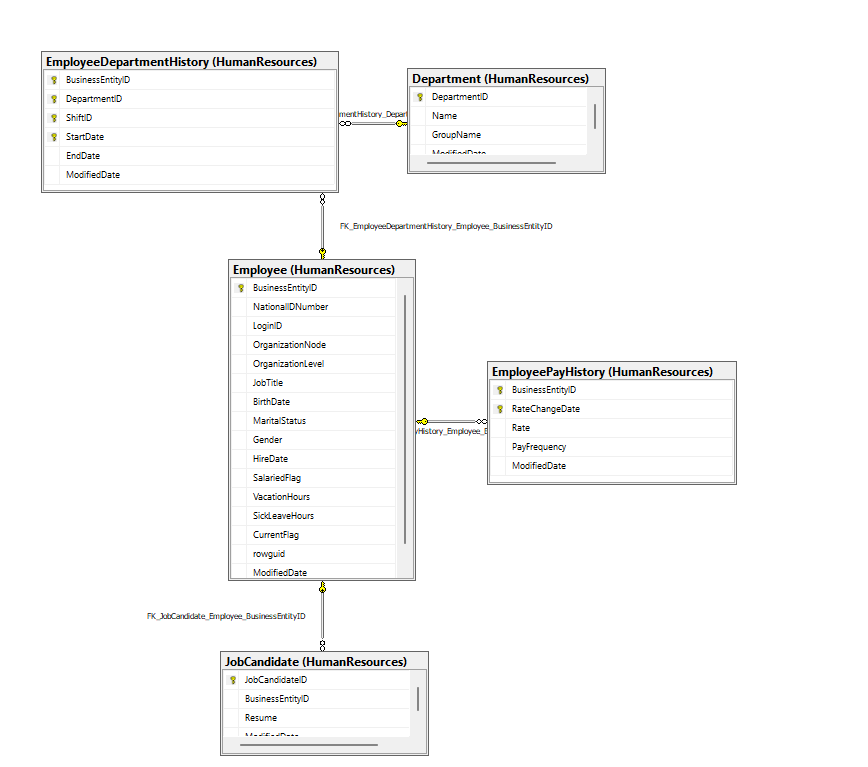 EmployeeDepartmentHistory (HumanResources)
BusinessEntityID
DepartmentID
ShiftID
StartDate
EndDate
ModifiedDate
Department (HumanResources)
DepartmentID
Name
GroupName
ModifiedDate
mentHistory_Depart
FK_EmployeeDepartmentHistory_Employee_BusinessEntityID
Employee (HumanResources)
BusinessEntityID
NationalIDNumber
LoginID
OrganizationNode
OrganizationLevel
JobTitle
BirthDate
MaritalStatus
Gender
HireDate
SalariedFlag
VacationHours
SickLeaveHours
CurrentFlag
rowguid
ModifiedDate
EmployeePayHistory (HumanResources)
BusinessEntityID
RateChangeDate
Rate
PayFrequency
ModifiedDate
yHistory_Employee_B
FK_JobCandidate_Employee_BusinessEntityID
JobCandidate (HumanResources)
JobCandidateID
BusinessEntityID
Resume
ModifiedDate